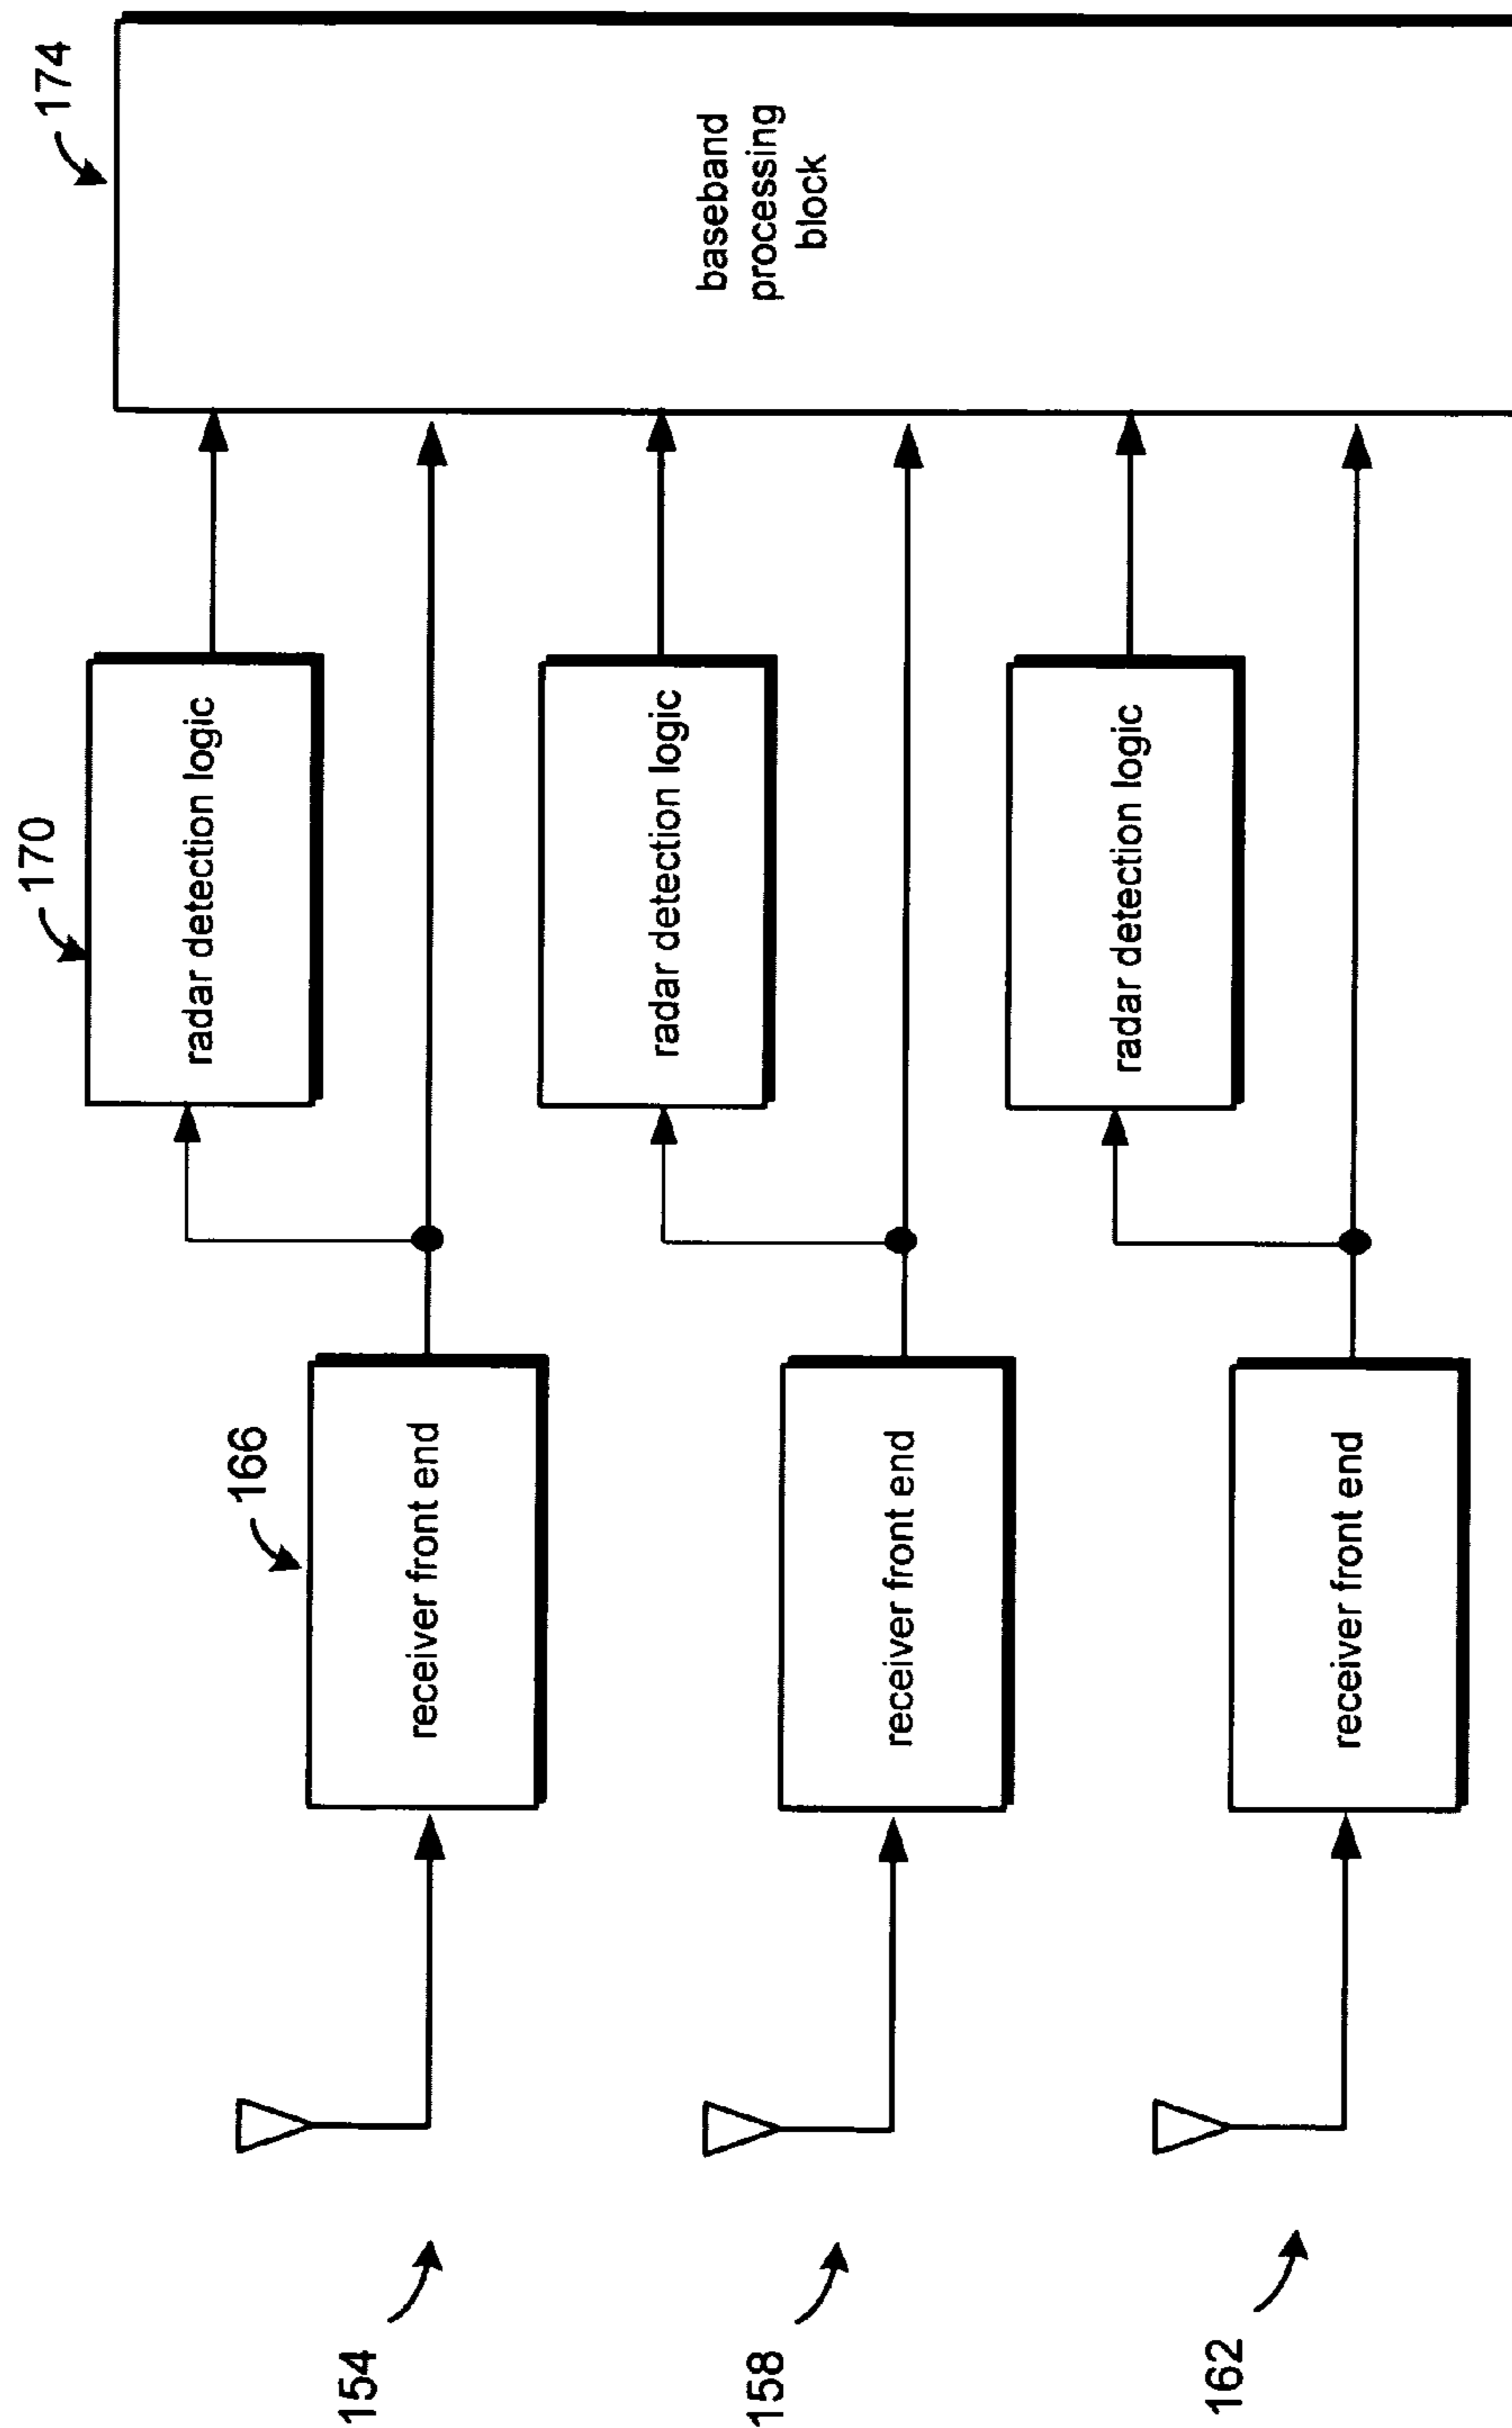 174
baseband
processing
block
170
radar detection logic
radar detection logic
radar detection logic
166
receiver front end
receiver front end
receiver front end
154
158
162